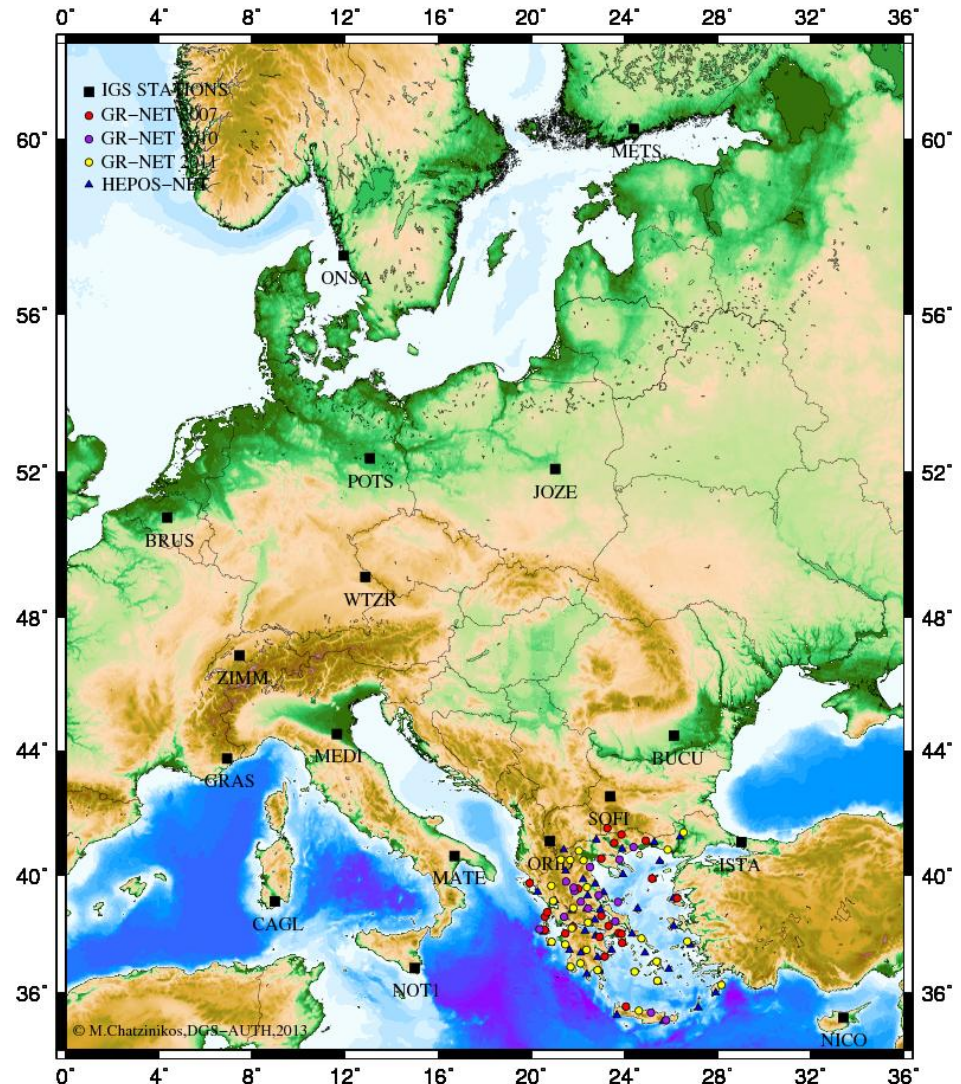 0° 4° 8° 12° 16° 20° 24° 28° 32° 36°
IGS STATIONS
GR-NET 2007
60° 60°
GR-NET 2010
METS
GR-NET 2011
HEPOS-NET
ONSA
56° 56°
52° POTS 52°
JOZE
BRUS
WTZR
48° 48°
ZIMM
MEDI BUCU
44° 44°
GRAS
SOFI
ISTA
MATE
40° 40°
CAGL
NOT1
36° 36°
© M.Chatzinikos,DGS-AUTH,2013
NICO
0° 4° 8° 12° 16° 20° 24° 28° 32° 36°